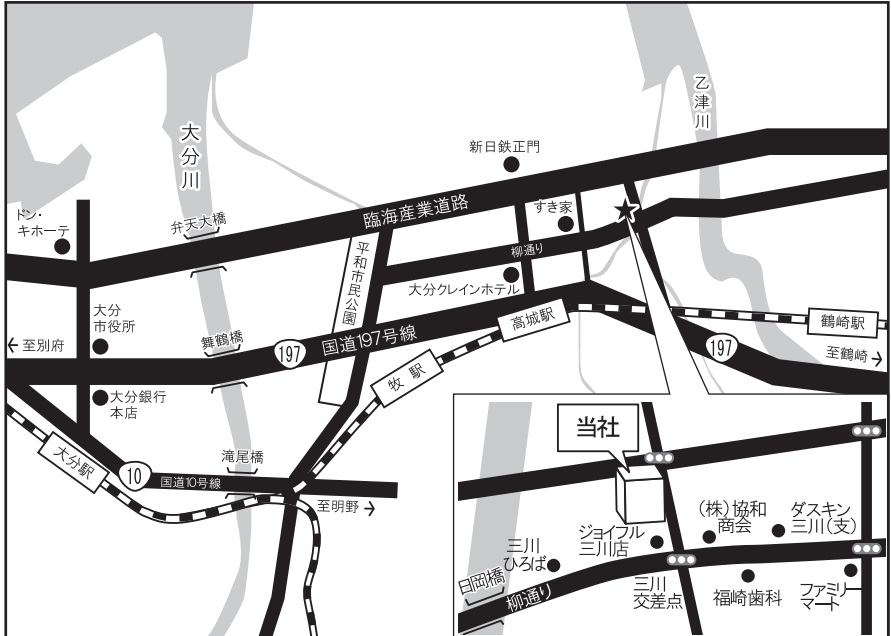 大分川
乙津川
新日鉄正門
臨海産業道路
すき家
弁天大橋
ドン・
キホーテ
柳通り
平和市民公園
大分クレインホテル
大分
市役所
高城駅
鶴崎駅
←至別府
舞鶴橋
197
国道197号線
197
至鶴崎→
牧駅
大分銀行
本店
大分駅
10
滝尾橋
国道10号線
至明野→
当社
(株)協和
商会
ダスキン
三川(支)
ジョイフル
三川店
三川
ひろば
日岡橋
柳通り
三川
交差点
福崎歯科
ファミリー
マート